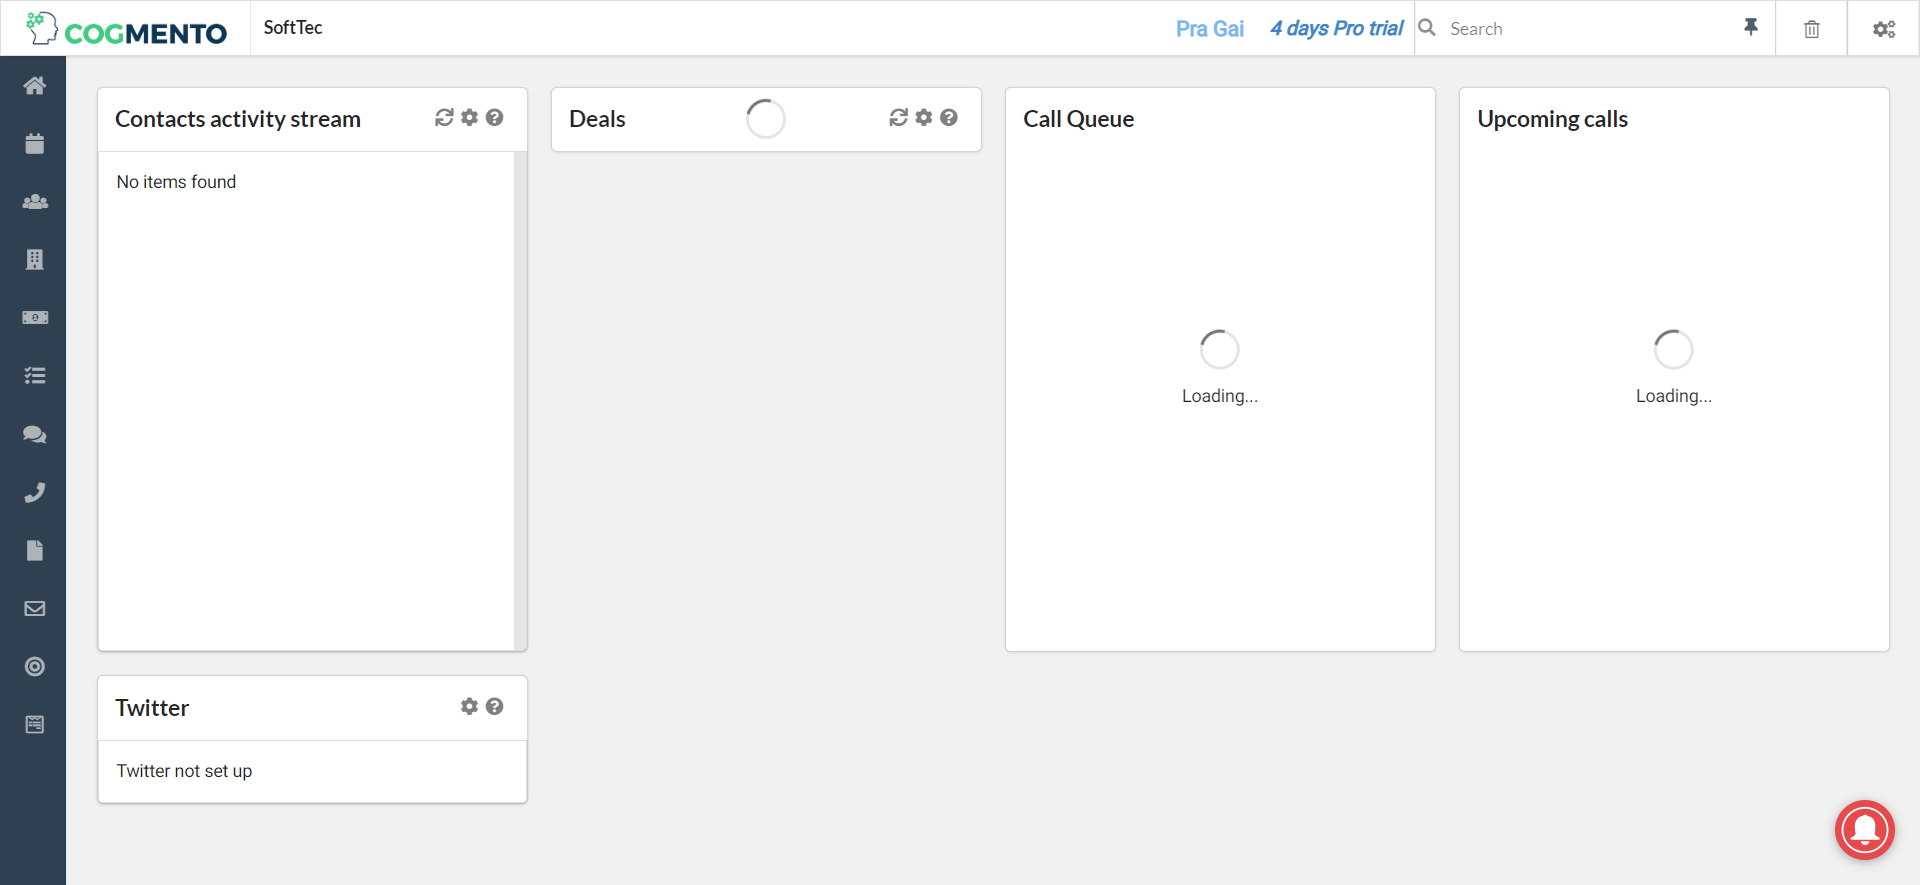 COGMENTO
SoftTec
Pra Gai
4 days Pro trial
Search
Contacts activity stream
No items found
Deals
Call Queue
Loading...
Upcoming calls
Loading...
Twitter
Twitter not set up